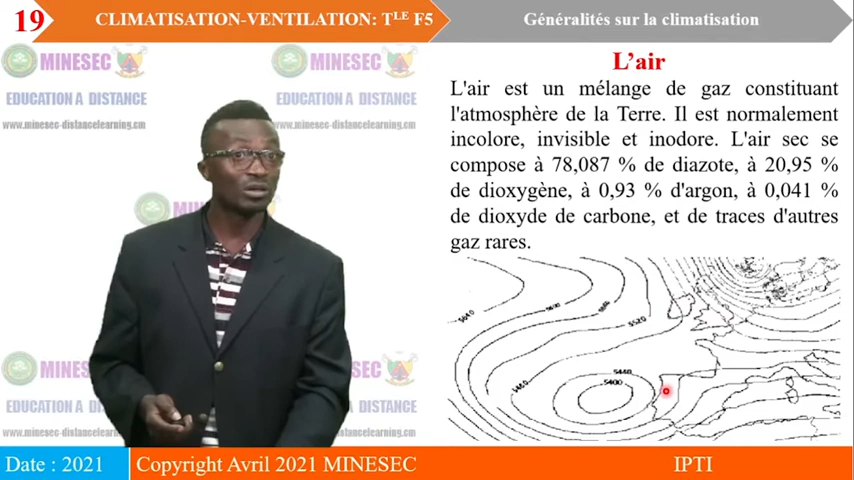 19
CLIMATISATION-VENTILATION: TLE F5
Généralités sur la climatisation
MINESEC
MINESEC
EDUCATION A DISTANCE
EDUCATION A DISTANCE
www.minesec-distancelearning.cm
www.minesec-distancelearning.cm
L'air
L'air est un mélange de gaz constituant
l'atmosphère de la Terre. Il est normalement
incolore, invisible et inodore. L'air sec se
compose à 78,087 % de diazote, à 20,95 %
de dioxygène, à 0,93 % d'argon, à 0,041 %
de dioxyde de carbone, et de traces d'autres
gaz rares.
5640
5600
5520
5480
5440
5400
Date : 2021
Copyright Avril 2021 MINESEC
IPTI